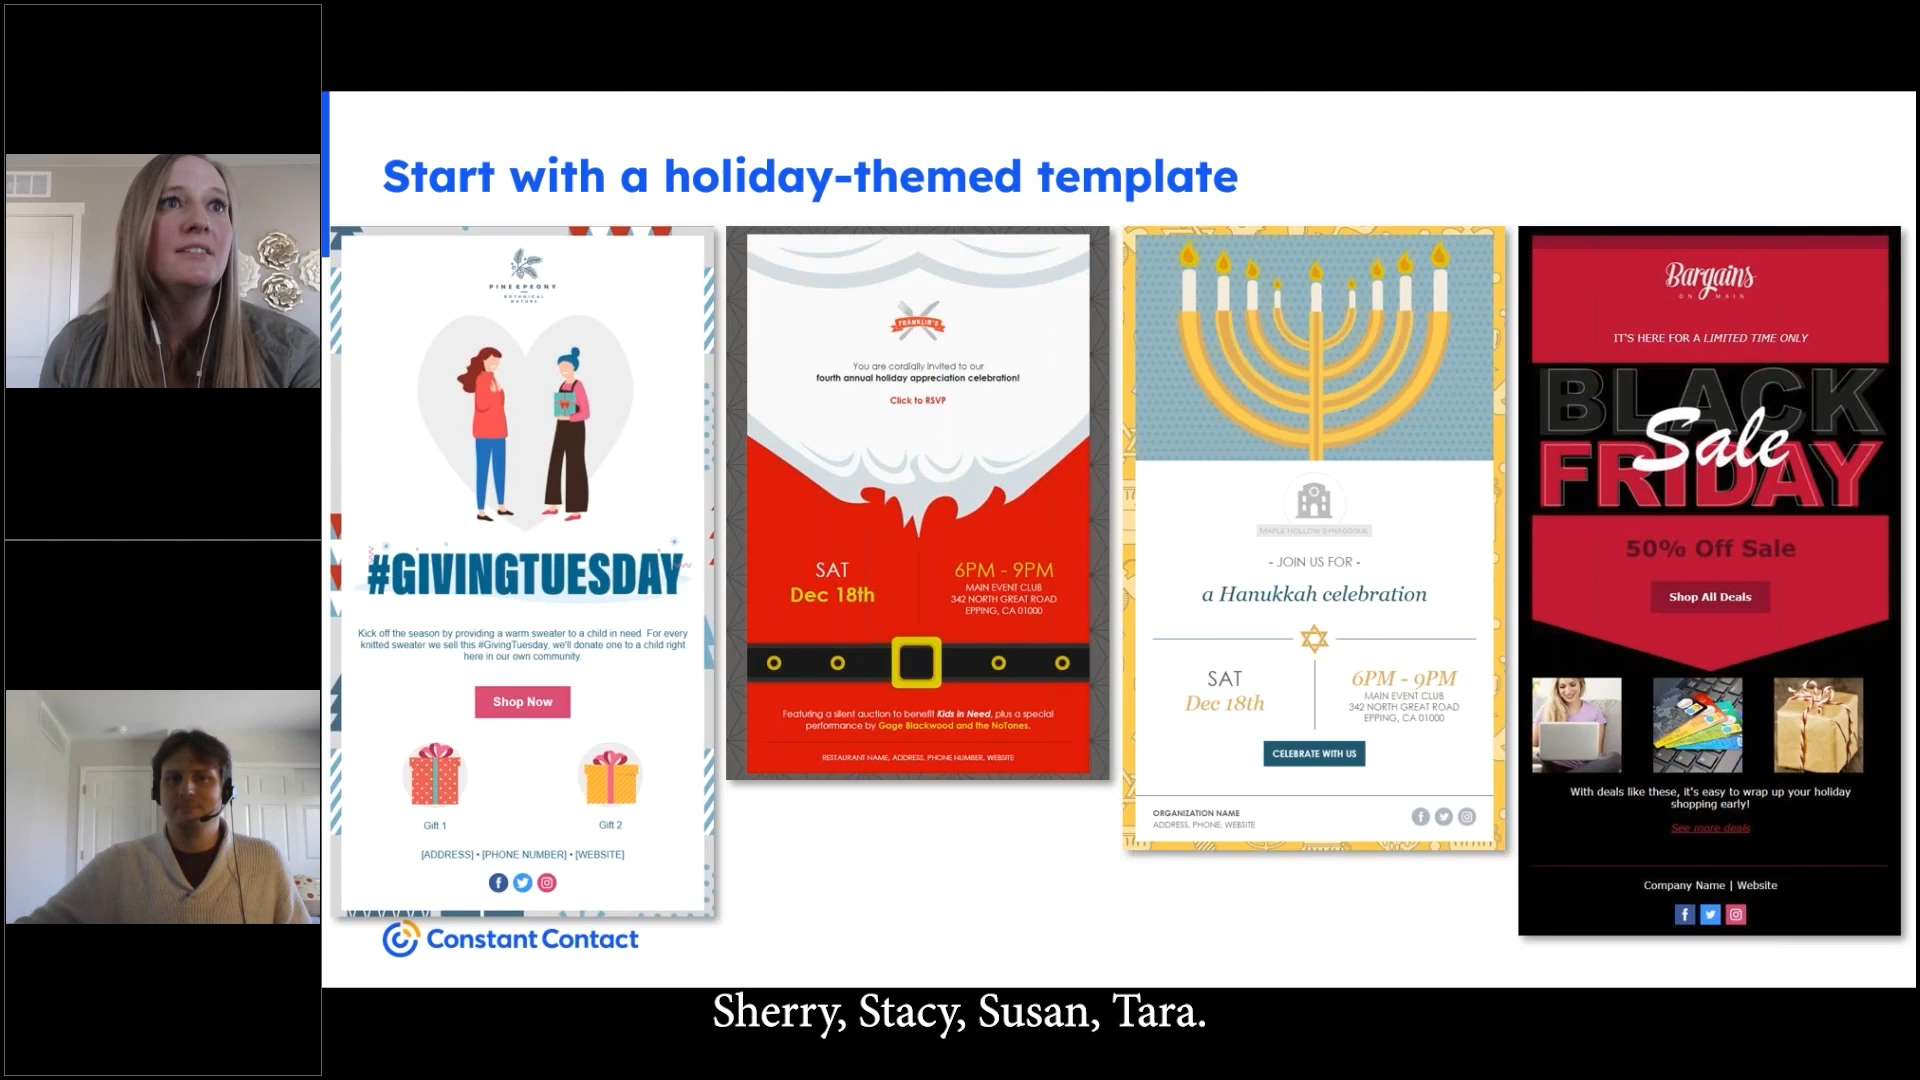 Start with a holiday-themed template
PINE & PEONY
BOTANICAL
NATURE
#GIVINGTUESDAY
Kick off the season by providing a warm sweater to a child in need. For every
knitted sweater we sell this #GivingTuesday, we'll donate one to a child right
here in our own community.
Shop Now
Gift 1
Gift 2
[ADDRESS] • [PHONE NUMBER] • [WEBSITE]
FRANKLIN'S
You are cordially invited to our
fourth annual holiday appreciation celebration!
Click to RSVP
SAT
Dec 18th
6PM - 9PM
MAIN EVENT CLUB
342 NORTH GREAT ROAD
EPPING, CA 01000
Featuring a silent auction to benefit Kids in Need, plus a special
performance by Gage Blackwood and the NoTones.
RESTAURANT NAME, ADDRESS, PHONE NUMBER, WEBSITE
MAPLE HOLLOW SYNAGOGUE
- JOIN US FOR -
a Hanukkah celebration
SAT
Dec 18th
6PM - 9PM
MAIN EVENT CLUB
342 NORTH GREAT ROAD
EPPING, CA 01000
CELEBRATE WITH US
ORGANIZATION NAME
ADDRESS, PHONE, WEBSITE
Bargains
ON MAIN
IT'S HERE FOR A LIMITED TIME ONLY
BLACK
Sale
FRIDAY
50% Off Sale
Shop All Deals
With deals like these, it's easy to wrap up your holiday
shopping early!
See more deals
Company Name | Website
Constant Contact
Sherry, Stacy, Susan, Tara.